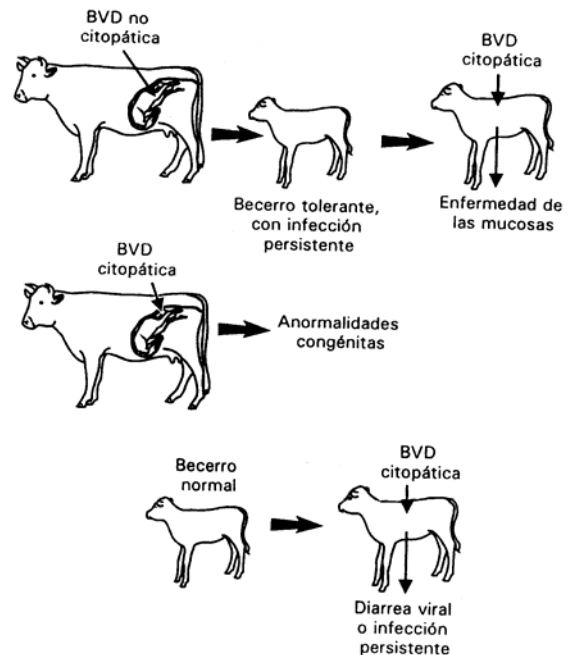 BVD no
citopática
Becerro tolerante,
con infección
persistente
BVD
citopática
Enfermedad de
las mucosas
BVD
citopática
Anormalidades
congénitas
Becerro
normal
BVD
citopática
Diarrea viral
o infección
persistente